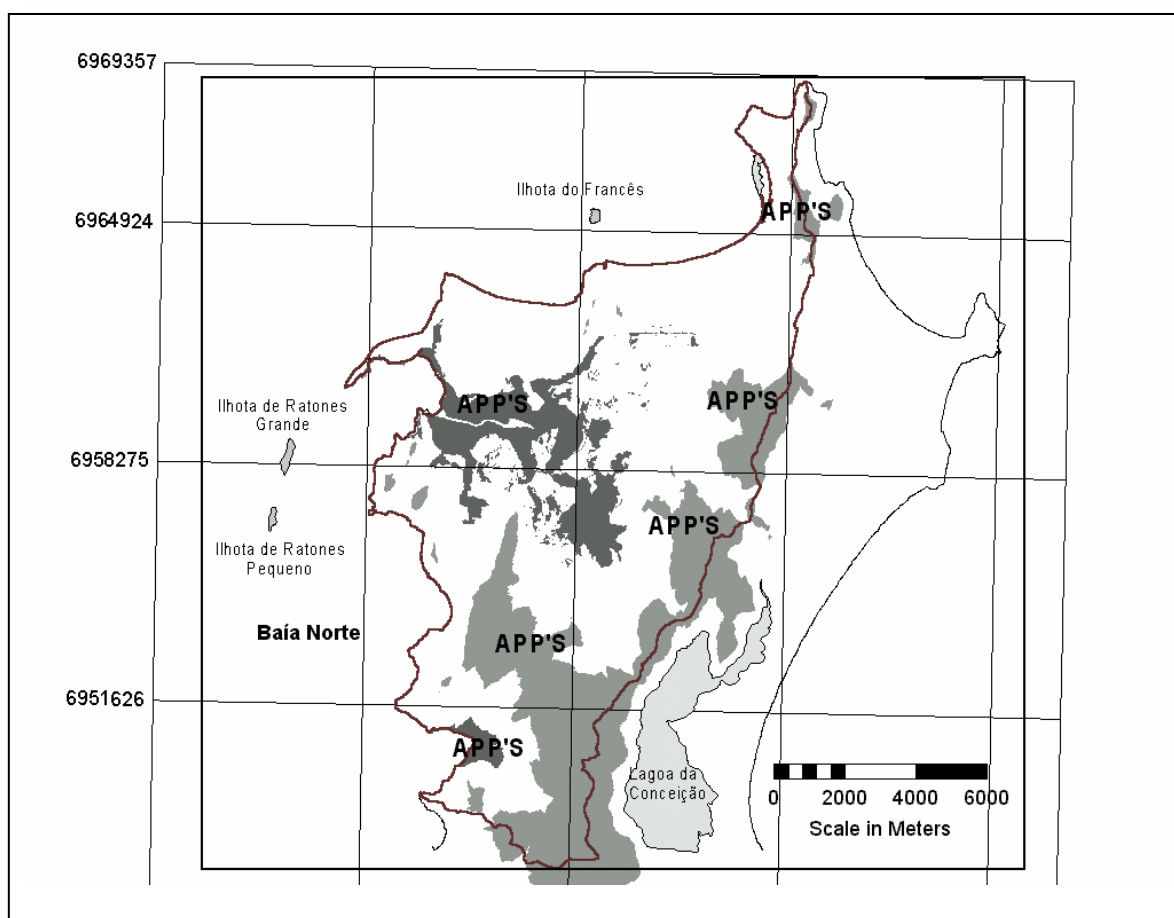 6969357
Ilhota do Francês
APP'S
6964924
APP'S
APP'S
Ilhota de Ratones
Grande
6958275
APP'S
Ilhota de Ratones
Pequeno
Baía Norte
APP'S
6951626
APP'S
Lagoa da
Conceição
0 2000 4000 6000
Scale in Meters